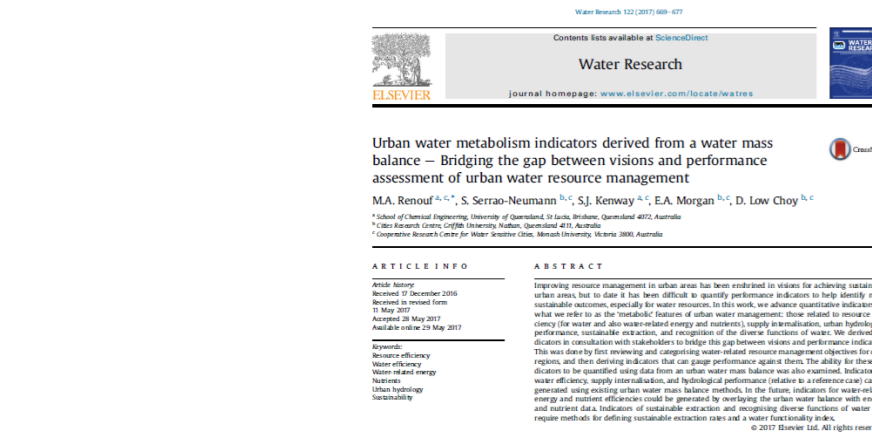 Water Research 122 (2017) 669–677
Contents lists available at ScienceDirect
Water Research
journal homepage: www.elsevier.com/locate/watres
ELSEVIER
WATER
RESEAR
Urban water metabolism indicators derived from a water mass
balance – Bridging the gap between visions and performance
assessment of urban water resource management
CrossM
M.A. Renouf a, c, *, S. Serrao-Neumann b, c, S.J. Kenway a, c, E.A. Morgan b, c, D. Low Choy b, c
a School of Chemical Engineering, University of Queensland, St Lucia, Brisbane, Queensland 4072, Australia
b Cities Research Centre, Griffith University, Nathan, Queensland 4111, Australia
c Cooperative Research Centre for Water Sensitive Cities, Monash University, Victoria 3800, Australia
ARTICLE INFO
Article history:
Received 17 December 2016
Received in revised form
11 May 2017
Accepted 28 May 2017
Available online 29 May 2017
Keywords:
Resource efficiency
Water efficiency
Water-related energy
Nutrients
Urban hydrology
Sustainability
ABSTRACT
Improving resource management in urban areas has been enshrined in visions for achieving sustain
urban areas, but to date it has been difficult to quantify performance indicators to help identify m
sustainable outcomes, especially for water resources. In this work, we advance quantitative indicators
what we refer to as the 'metabolic' features of urban water management: those related to resource
ciency (for water and also water-related energy and nutrients), supply internalisation, urban hydrolog
performance, sustainable extraction, and recognition of the diverse functions of water. We derived
dicators in consultation with stakeholders to bridge this gap between visions and performance indica
This was done by first reviewing and categorising water-related resource management objectives for c
regions, and then deriving indicators that can gauge performance against them. The ability for these
dicators to be quantified using data from an urban water mass balance was also examined. Indicator
water efficiency, supply internalisation, and hydrological performance (relative to a reference case) ca
generated using existing urban water mass balance methods. In the future, indicators for water-rela
energy and nutrient efficiencies could be generated by overlaying the urban water balance with en
and nutrient data. Indicators of sustainable extraction and recognising diverse functions of water
require methods for defining sustainable extraction rates and a water functionality index.
© 2017 Elsevier Ltd. All rights reser